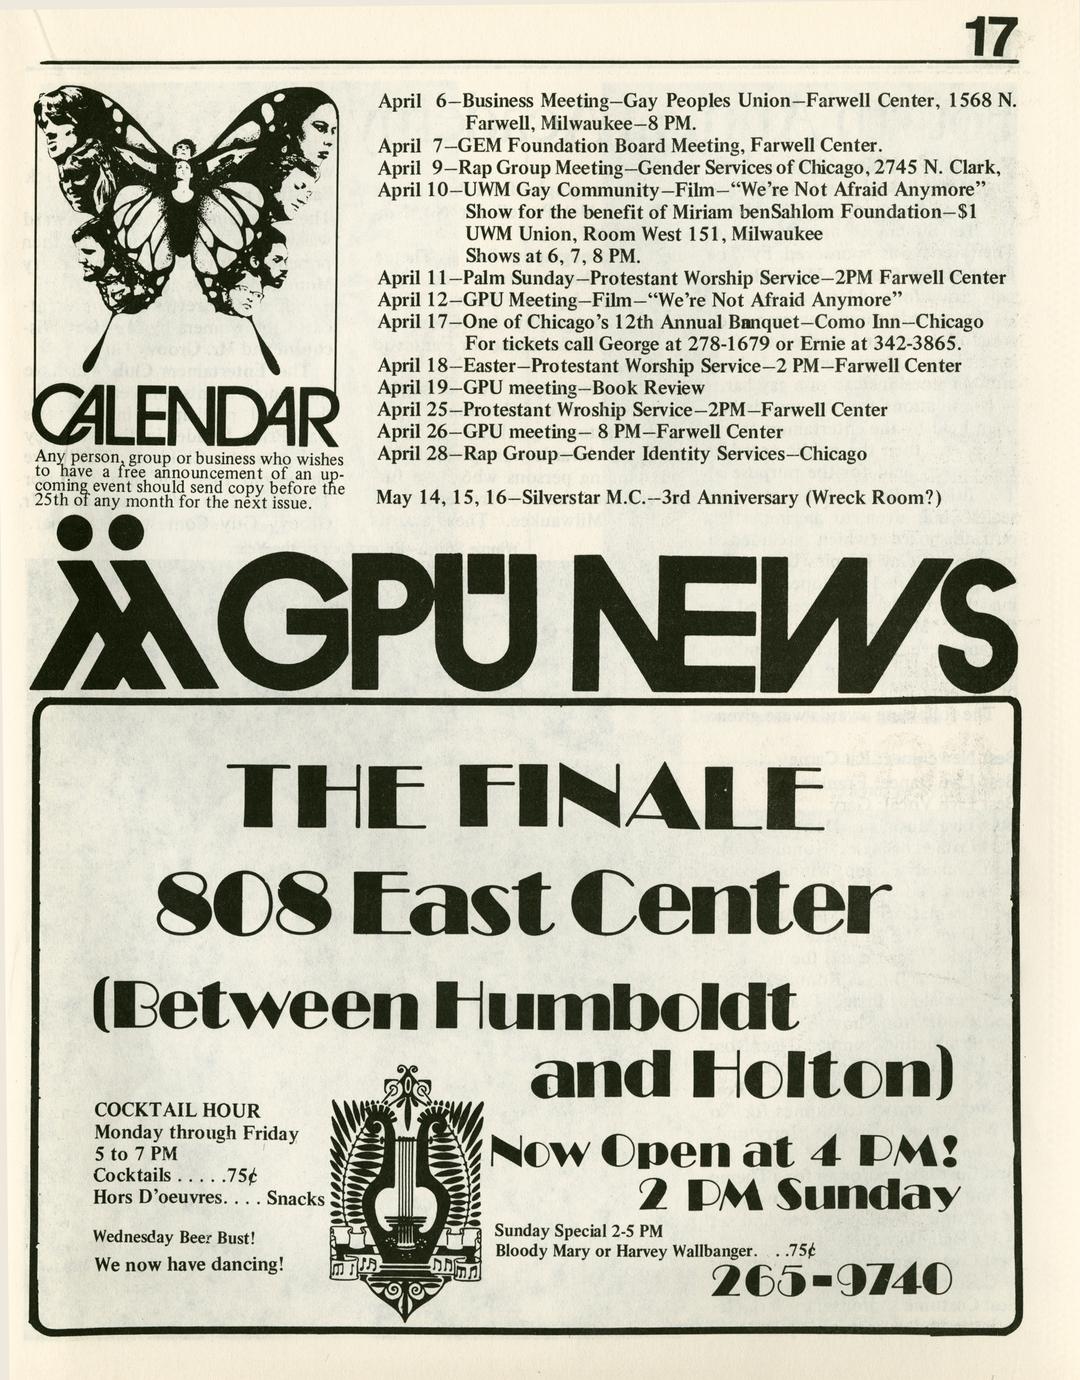 17
April 6—Business Meeting—Gay Peoples Union—Farwell Center, 1568 N.
Farwell, Milwaukee—8 PM.
April 7—GEM Foundation Board Meeting, Farwell Center.
April 9—Rap Group Meeting—Gender Services of Chicago, 2745 N. Clark,
April 10—UWM Gay Community—Film—“We’re Not Afraid Anymore”
Show for the benefit of Miriam benSahlom Foundation—$1
UWM Union, Room West 151, Milwaukee
Shows at 6, 7, 8 PM.
April 11—Palm Sunday—Protestant Worship Service—2PM Farwell Center
April 12—GPU Meeting—Film—“We’re Not Afraid Anymore”
April 17—One of Chicago’s 12th Annual Banquet—Como Inn—Chicago
For tickets call George at 278-1679 or Ernie at 342-3865.
April 18—Easter—Protestant Worship Service—2 PM—Farwell Center
April 19—GPU meeting—Book Review
April 25—Protestant Wroship Service—2PM—Farwell Center
April 26—GPU meeting— 8 PM—Farwell Center
April 28—Rap Group—Gender Identity Services—Chicago
May 14, 15, 16—Silverstar M.C.—3rd Anniversary (Wreck Room?)
CALENDAR
Any person, group or business who wishes
to have a free announcement of an up-
coming event should send copy before the
25th of any month for the next issue.
GPU NEWS
THE FINALE
808 East Center
(Between Humboldt
and Holton)
COCKTAIL HOUR
Monday through Friday
5 to 7 PM
Cocktails . . . . .75¢
Hors D’oeuvres. . . . Snacks
Wednesday Beer Bust!
We now have dancing!
Now Open at 4 PM!
2 PM Sunday
Sunday Special 2-5 PM
Bloody Mary or Harvey Wallbanger. . .75¢
265-9740